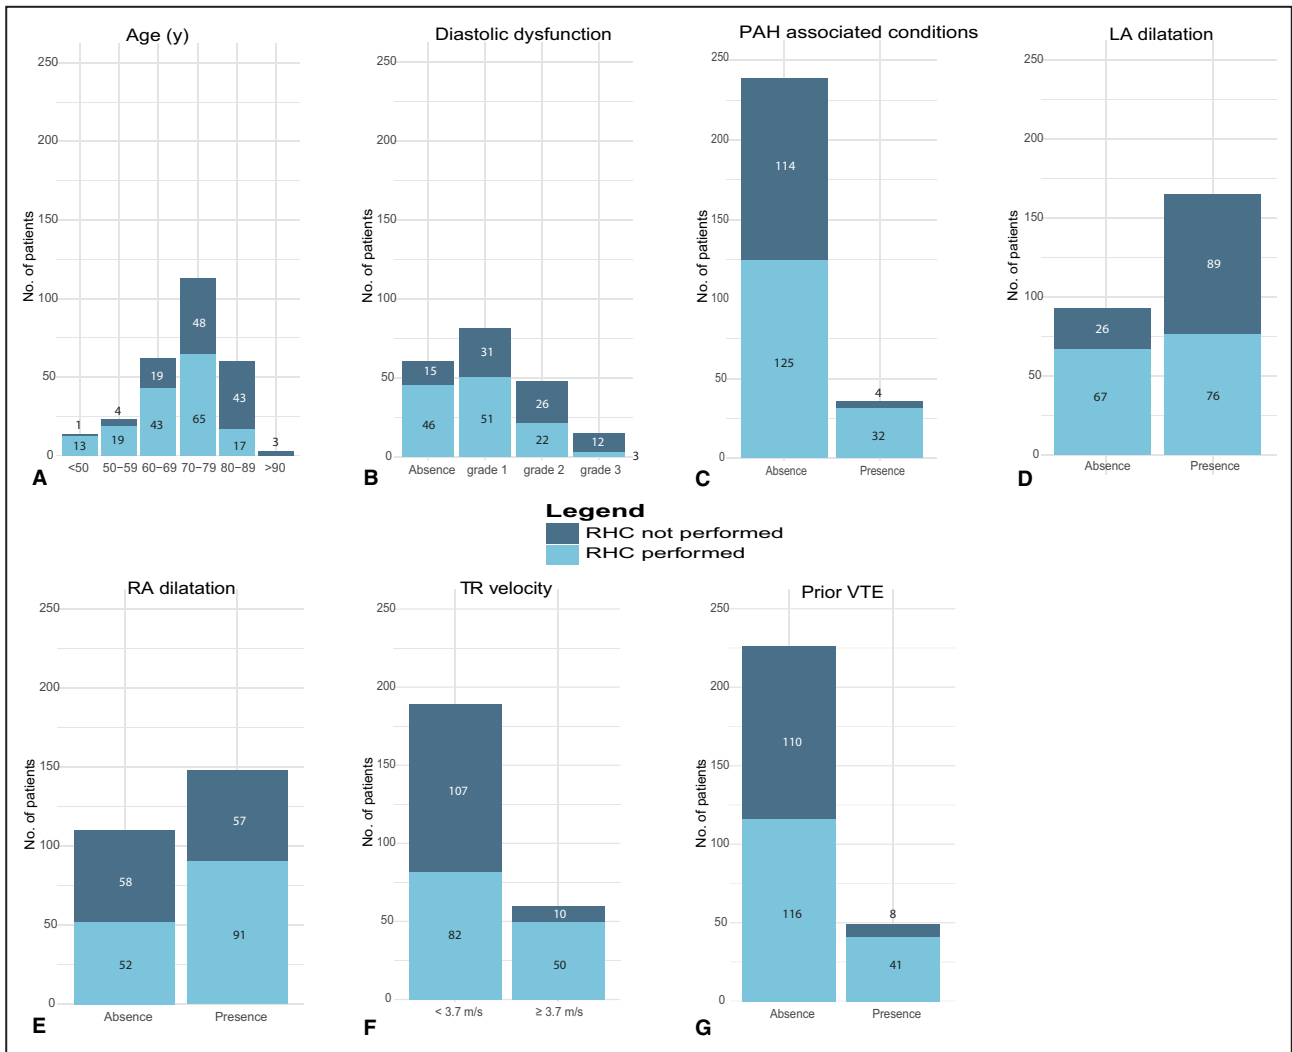 Age (y)
250
200
150
100
50
0
No. of patients
1
13
4
19
19
43
48
65
43
17
3
<50 50–59 60–69 70–79 80–89 >90
A
Diastolic dysfunction
250
200
150
100
50
0
No. of patients
15
46
31
51
26
22
12
3
Absence grade 1 grade 2 grade 3
B
PAH associated conditions
250
200
150
100
50
0
No. of patients
114
125
4
32
Absence Presence
C
LA dilatation
250
200
150
100
50
0
No. of patients
26
67
89
76
Absence Presence
D
Legend
RHC not performed
RHC performed
RA dilatation
250
200
150
100
50
0
No. of patients
58
52
57
91
Absence Presence
E
TR velocity
250
200
150
100
50
0
No. of patients
107
82
10
50
< 3.7 m/s ≥ 3.7 m/s
F
Prior VTE
250
200
150
100
50
0
No. of patients
110
116
8
41
Absence Presence
G